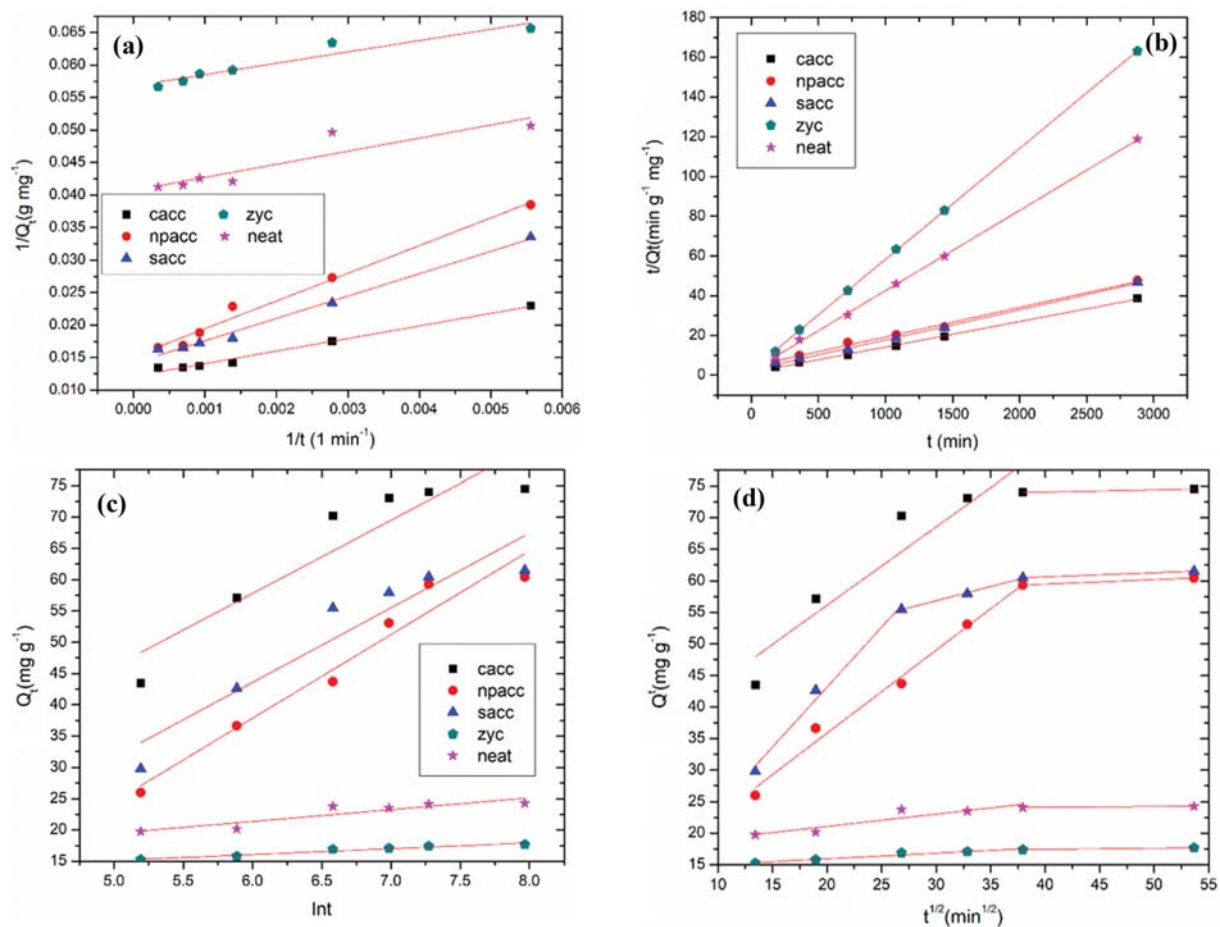 (a)
1/Qt(g mg-1)
0.065
0.060
0.055
0.050
0.045
0.040
0.035
0.030
0.025
0.020
0.015
0.010
cacc zyc
npacc neat
sacc
0.000 0.001 0.002 0.003 0.004 0.005 0.006
1/t (1 min-1)
(b)
t/Qt(min g-1 mg-1)
180
160
140
120
100
80
60
40
20
0
cacc
npacc
sacc
zyc
neat
0 500 1000 1500 2000 2500 3000
t (min)
(c)
Qt(mg g-1)
75
70
65
60
55
50
45
40
35
30
25
20
15
cacc
npacc
sacc
zyc
neat
5.0 5.5 6.0 6.5 7.0 7.5 8.0
lnt
(d)
Qt(mg g-1)
75
70
65
60
55
50
45
40
35
30
25
20
15
10 15 20 25 30 35 40 45 50 55
t1/2(min1/2)